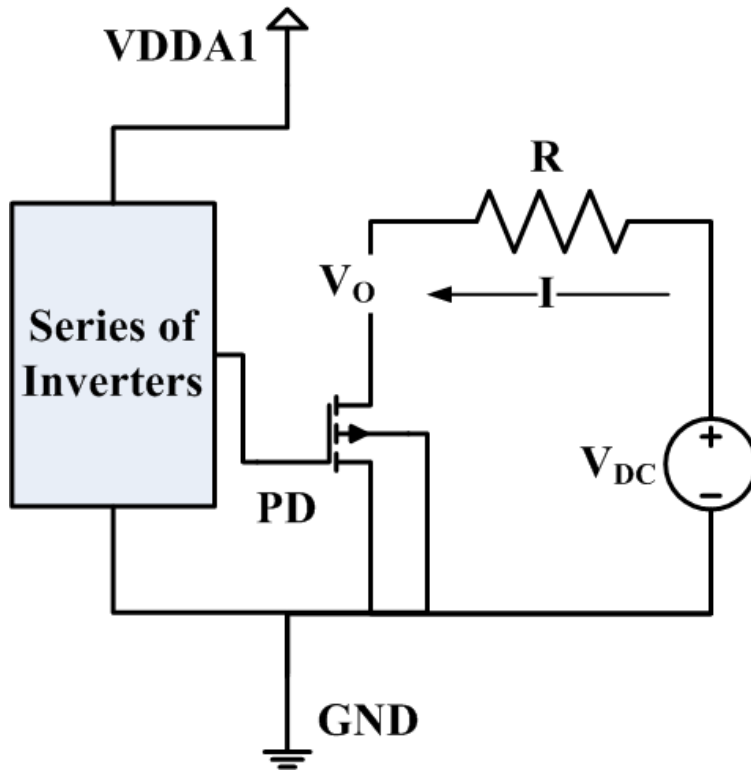 VDDA1
R
VO
I
Series of
Inverters
VDC
PD
GND